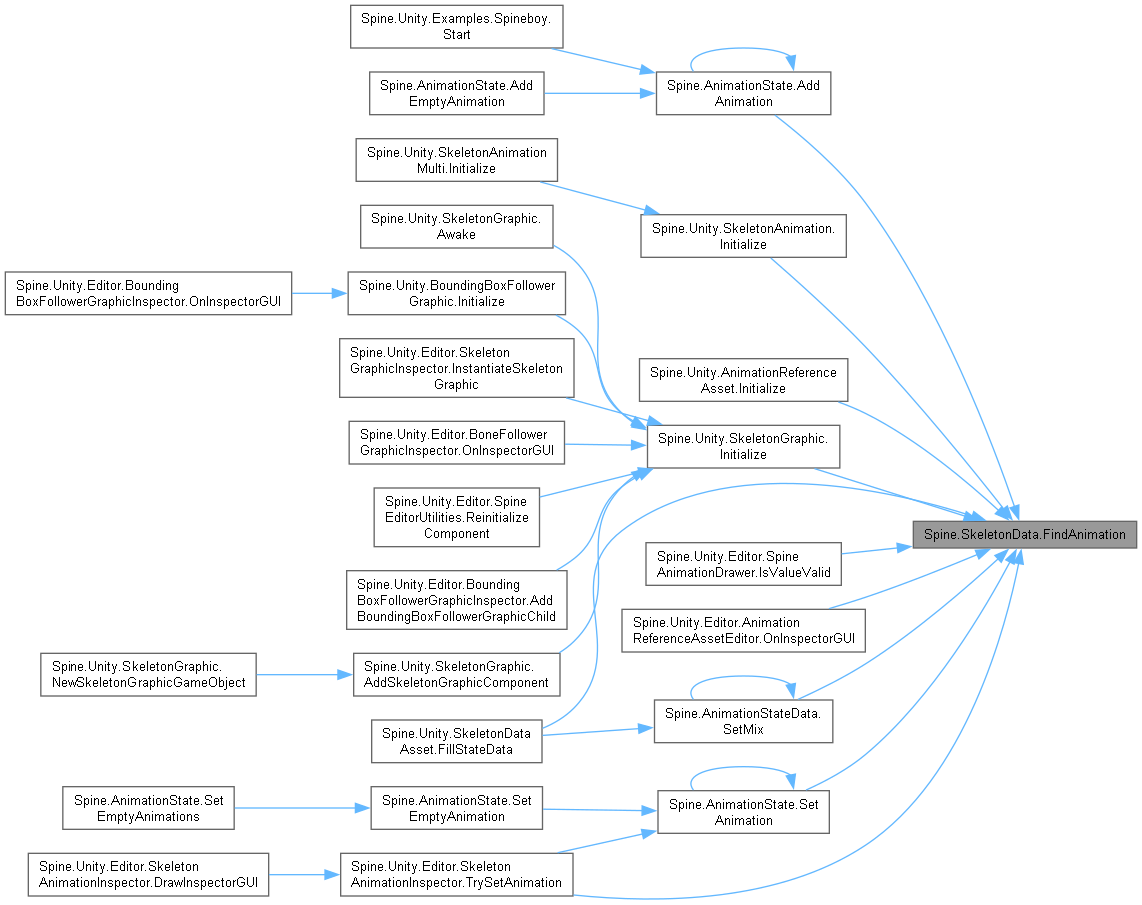 Spine.Unity.Examples.Spineboy.
Start
Spine.AnimationState.Add
EmptyAnimation
Spine.AnimationState.Add
Animation
Spine.Unity.SkeletonAnimation
Multi.Initialize
Spine.Unity.SkeletonGraphic.
Awake
Spine.Unity.SkeletonAnimation.
Initialize
Spine.Unity.Editor.Bounding
BoxFollowerGraphicInspector.OnInspectorGUI
Spine.Unity.BoundingBoxFollower
Graphic.Initialize
Spine.Unity.Editor.Skeleton
GraphicInspector.InstantiateSkeleton
Graphic
Spine.Unity.AnimationReference
Asset.Initialize
Spine.Unity.Editor.BoneFollower
GraphicInspector.OnInspectorGUI
Spine.Unity.SkeletonGraphic.
Initialize
Spine.Unity.Editor.Spine
EditorUtilities.Reinitialize
Component
Spine.SkeletonData.FindAnimation
Spine.Unity.Editor.Spine
AnimationDrawer.IsValueValid
Spine.Unity.Editor.Bounding
BoxFollowerGraphicInspector.Add
BoundingBoxFollowerGraphicChild
Spine.Unity.Editor.Animation
ReferenceAssetEditor.OnInspectorGUI
Spine.Unity.SkeletonGraphic.
NewSkeletonGraphicGameObject
Spine.Unity.SkeletonGraphic.
AddSkeletonGraphicComponent
Spine.Unity.SkeletonData
Asset.FillStateData
Spine.AnimationStateData.
SetMix
Spine.AnimationState.Set
EmptyAnimations
Spine.AnimationState.Set
EmptyAnimation
Spine.AnimationState.Set
Animation
Spine.Unity.Editor.Skeleton
AnimationInspector.DrawInspectorGUI
Spine.Unity.Editor.Skeleton
AnimationInspector.TrySetAnimation